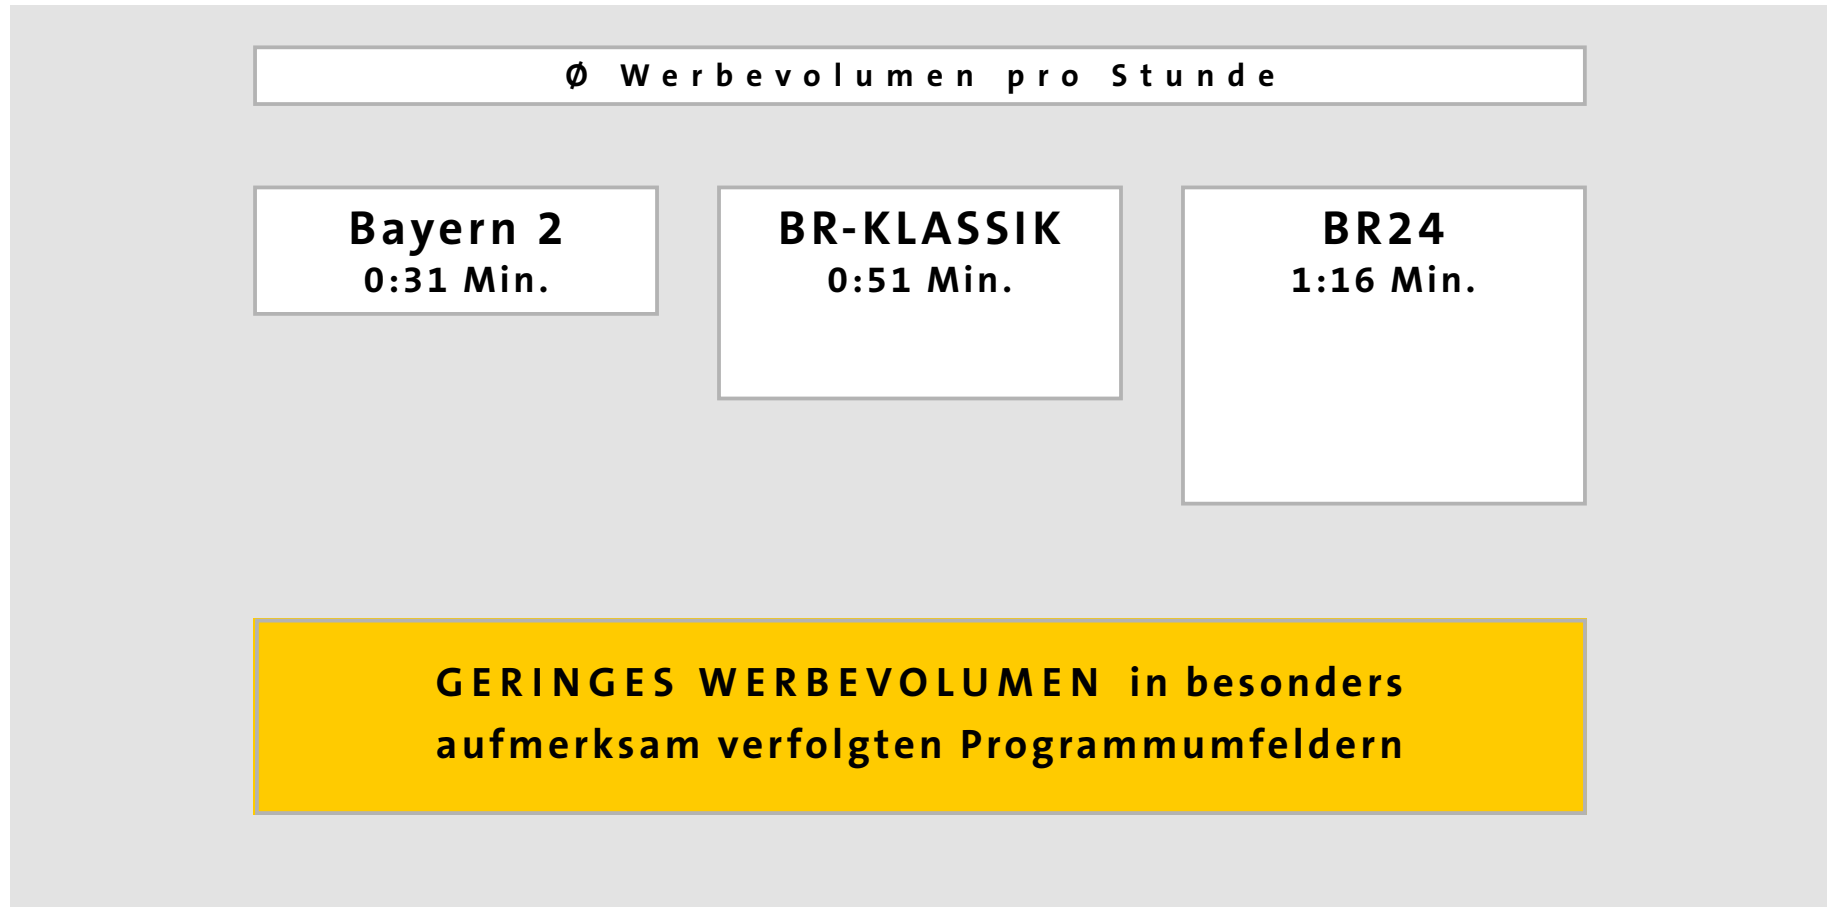 Ø Werbevolumen pro Stunde
Bayern 2
0:31 Min.
BR-KLASSIK
0:51 Min.
BR24
1:16 Min.
GERINGES WERBEVOLUMEN in besonders
aufmerksam verfolgten Programmumfeldern